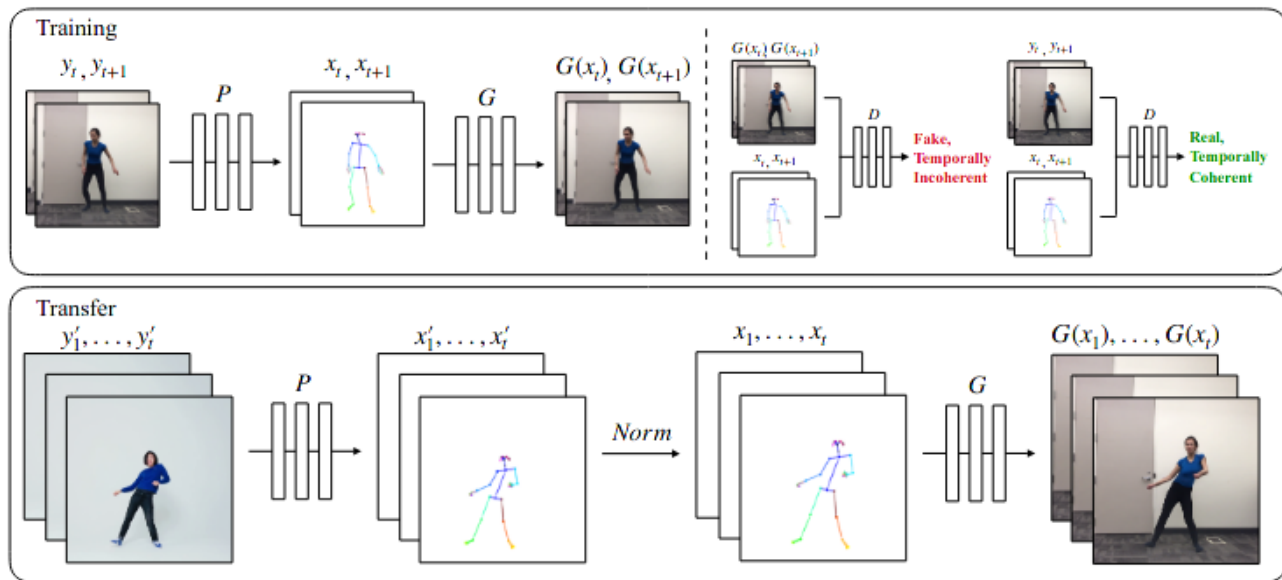 Training
y_t, y_{t+1}
P
x_t, x_{t+1}
G
G(x_t), G(x_{t+1})
G(x_t), G(x_{t+1})
x_t, x_{t+1}
D
Fake,
Temporally
Incoherent
y_t, y_{t+1}
x_t, x_{t+1}
D
Real,
Temporally
Coherent
Transfer
y′_1, . . . , y′_t
P
x′_1, . . . , x′_t
Norm
x_1, . . . , x_t
G
G(x_1), . . . , G(x_t)